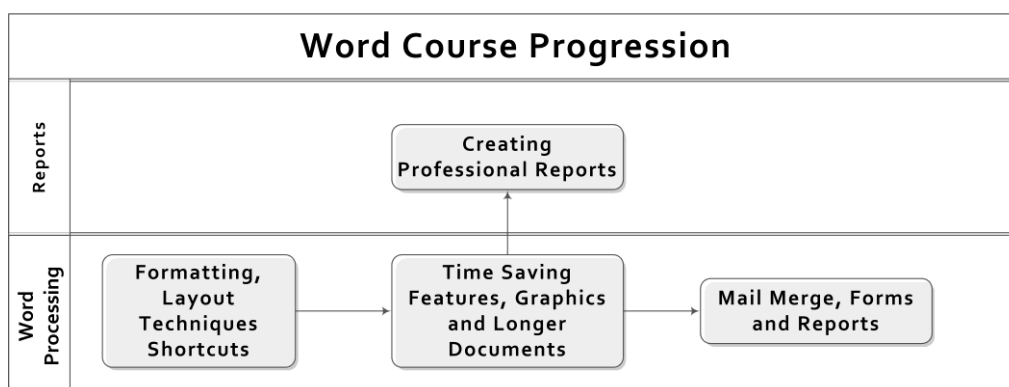 Word Course Progression
Reports
Creating
Professional Reports
Word
Processing
Formatting,
Layout
Techniques
Shortcuts
Time Saving
Features, Graphics
and Longer
Documents
Mail Merge, Forms
and Reports